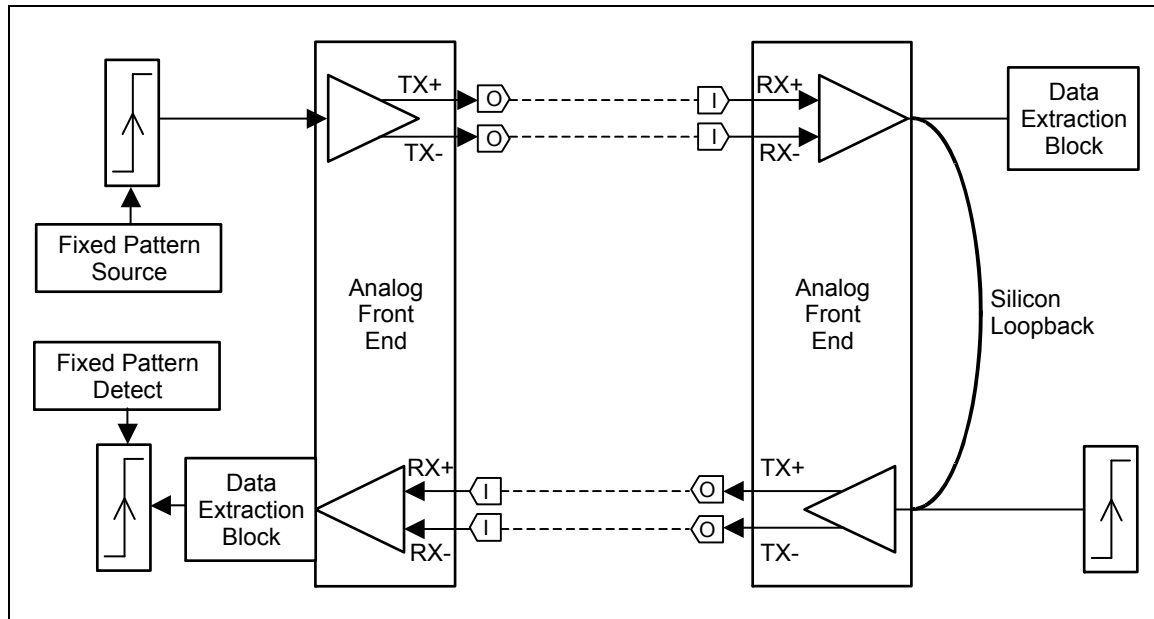 TX+
O
I
RX+
TX-
O
I
RX-
Data
Extraction
Block
Fixed Pattern
Source
Analog
Front
End
Analog
Front
End
Silicon
Loopback
Fixed Pattern
Detect
Data
Extraction
Block
RX+
I
O
TX+
RX-
I
O
TX-